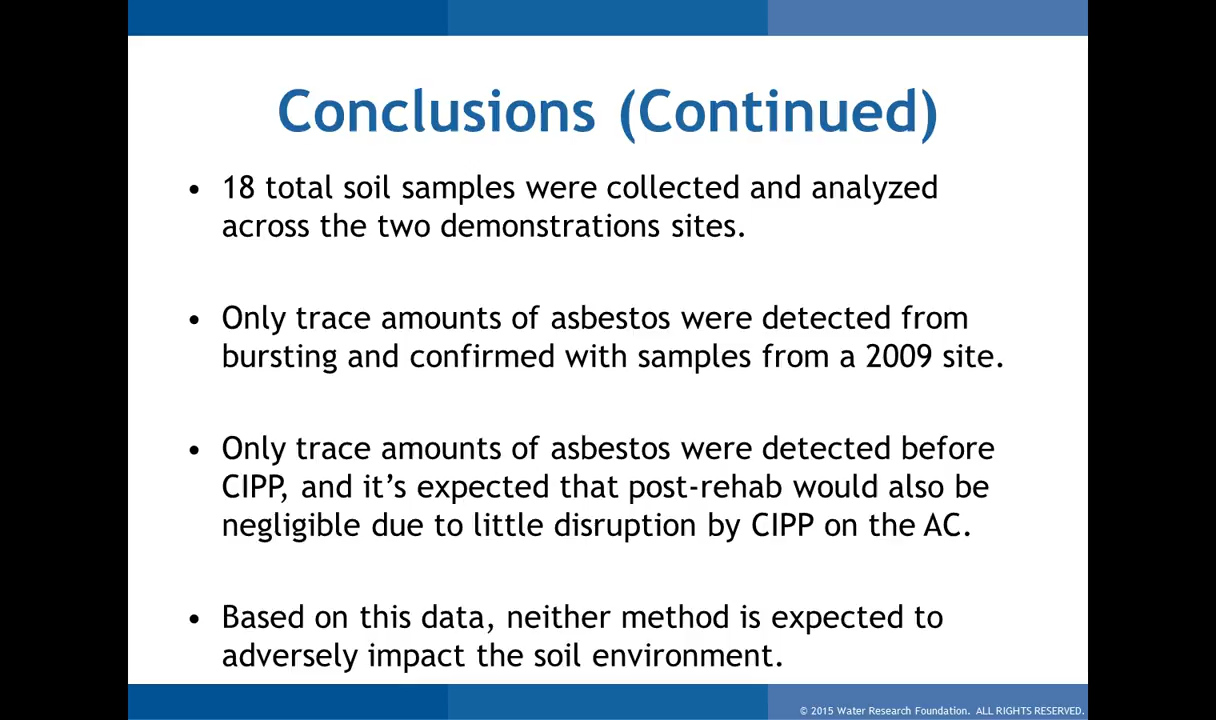 Conclusions (Continued)
• 18 total soil samples were collected and analyzed
across the two demonstrations sites.
• Only trace amounts of asbestos were detected from
bursting and confirmed with samples from a 2009 site.
• Only trace amounts of asbestos were detected before
CIPP, and it’s expected that post-rehab would also be
negligible due to little disruption by CIPP on the AC.
• Based on this data, neither method is expected to
adversely impact the soil environment.
© 2015 Water Research Foundation. ALL RIGHTS RESERVED.